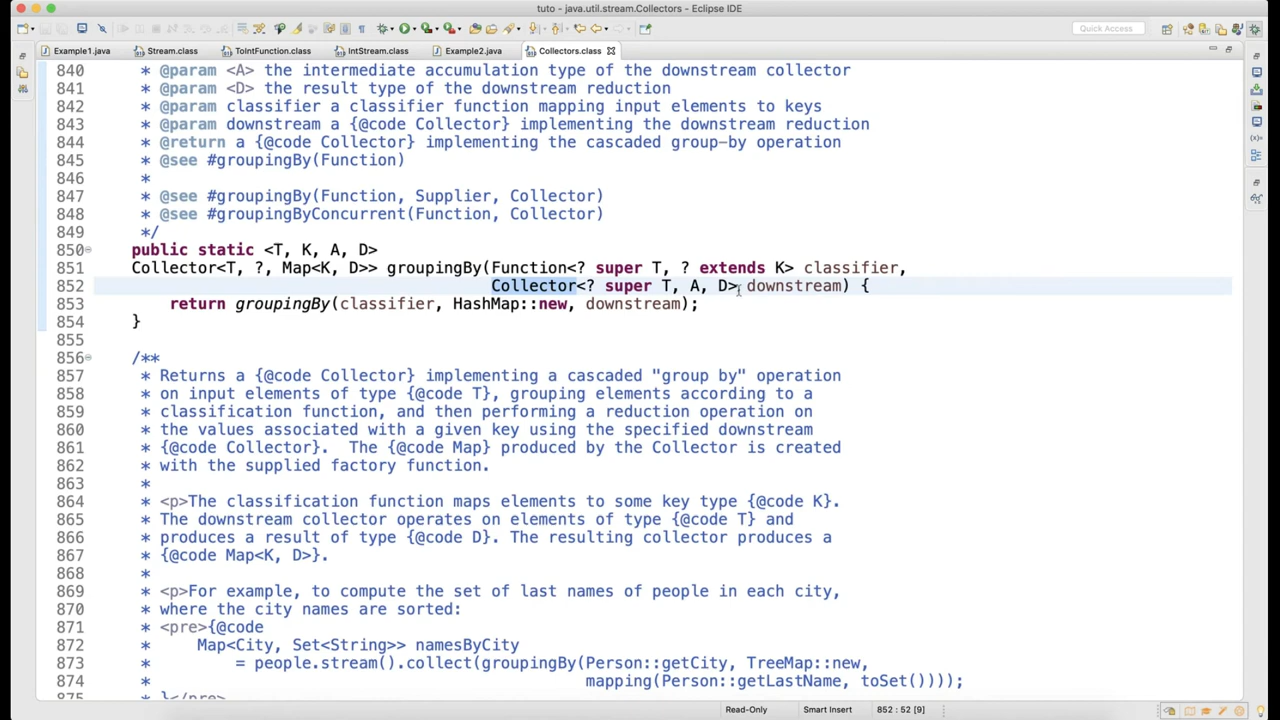 tuto - java.util.stream.Collectors - Eclipse IDE
Quick Access
Example1.java Stream.class ToIntFunction.class IntStream.class Example2.java Collectors.class
840 * @param <A> the intermediate accumulation type of the downstream collector
841 * @param <D> the result type of the downstream reduction
842 * @param classifier a classifier function mapping input elements to keys
843 * @param downstream a {@code Collector} implementing the downstream reduction
844 * @return a {@code Collector} implementing the cascaded group-by operation
845 * @see #groupingBy(Function)
846 *
847 * @see #groupingBy(Function, Supplier, Collector)
848 * @see #groupingByConcurrent(Function, Collector)
849 */
850 public static <T, K, A, D>
851 Collector<T, ?, Map<K, D>> groupingBy(Function<? super T, ? extends K> classifier,
852 Collector<? super T, A, D> downstream) {
853 return groupingBy(classifier, HashMap::new, downstream);
854 }
855
856 /**
857 * Returns a {@code Collector} implementing a cascaded "group by" operation
858 * on input elements of type {@code T}, grouping elements according to a
859 * classification function, and then performing a reduction operation on
860 * the values associated with a given key using the specified downstream
861 * {@code Collector}. The {@code Map} produced by the Collector is created
862 * with the supplied factory function.
863 *
864 * <p>The classification function maps elements to some key type {@code K}.
865 * The downstream collector operates on elements of type {@code T} and
866 * produces a result of type {@code D}. The resulting collector produces a
867 * {@code Map<K, D>}.
868 *
869 * <p>For example, to compute the set of last names of people in each city,
870 * where the city names are sorted:
871 * <pre>{@code
872 * Map<City, Set<String>> namesByCity
873 * = people.stream().collect(groupingBy(Person::getCity, TreeMap::new,
874 * mapping(Person::getLastName, toSet())));
875 * }</pre>
Read-Only Smart Insert 852 : 52 [9]